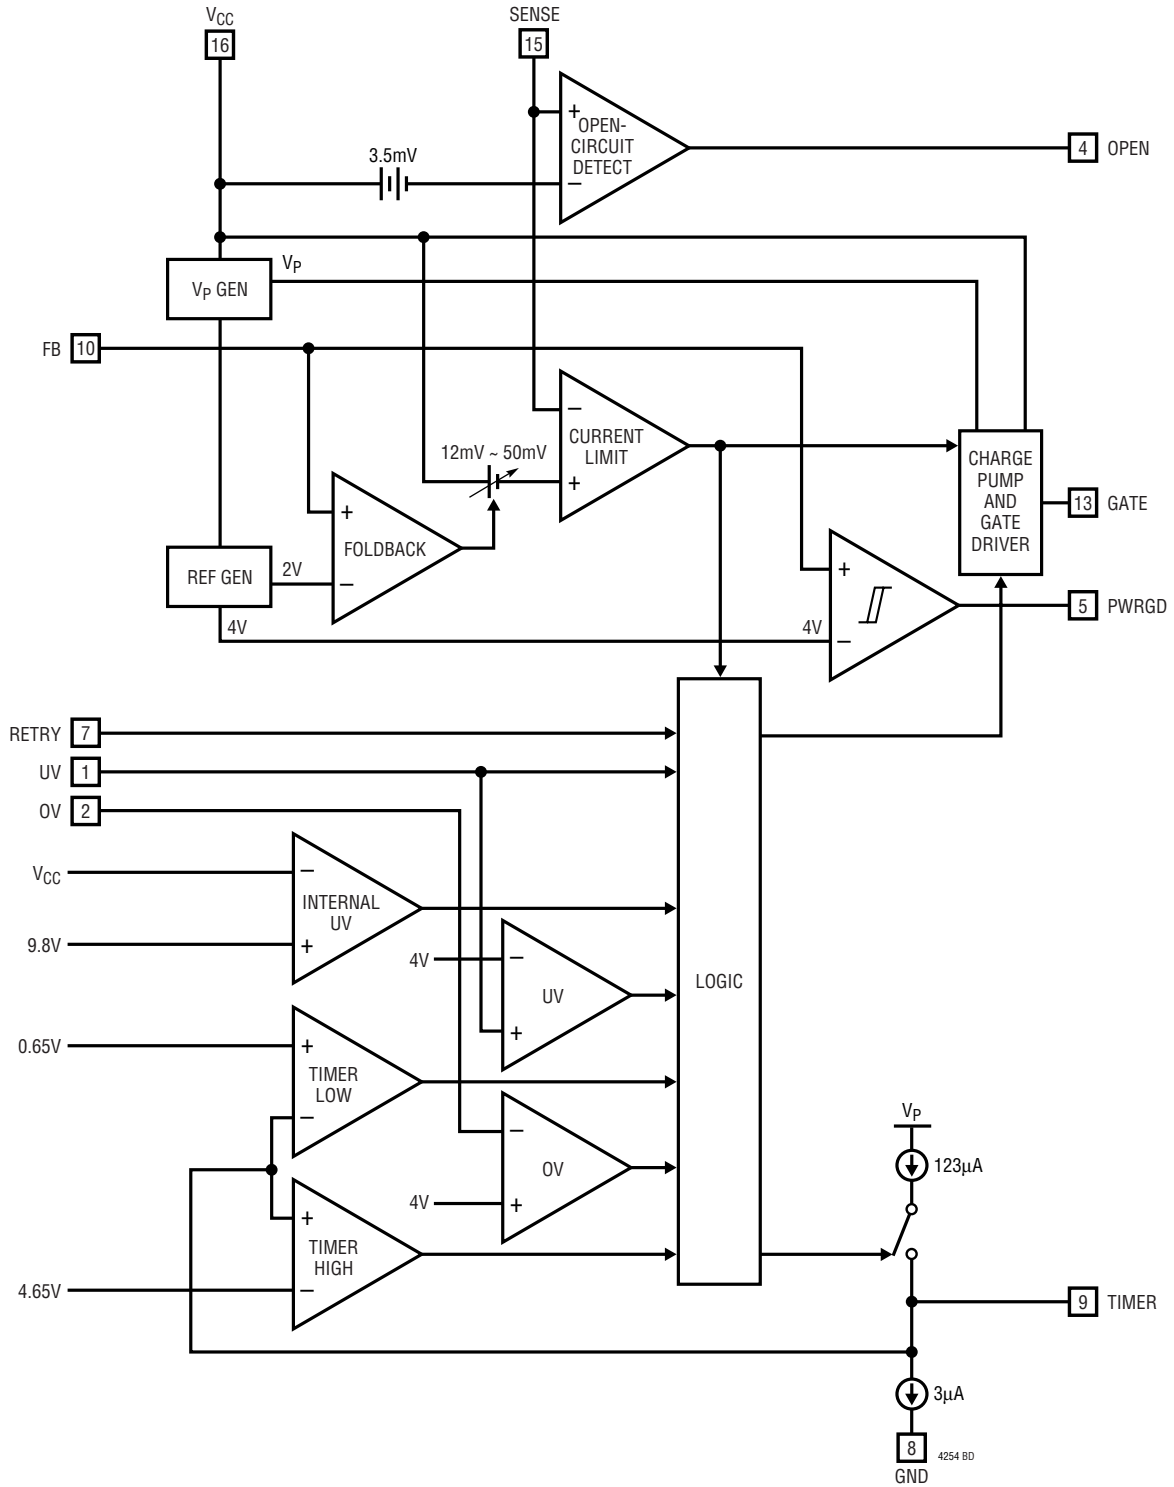 VCC
16
SENSE
15
+
OPEN-
CIRCUIT
DETECT
−
3.5mV
4 OPEN
VP
VP GEN
FB 10
−
CURRENT
LIMIT
+
12mV ~ 50mV
CHARGE
PUMP
AND
GATE
DRIVER
13 GATE
+
FOLDBACK
−
REF GEN
2V
4V
4V
+
−
5 PWRGD
RETRY 7
UV 1
OV 2
VCC
−
INTERNAL
UV
+
9.8V
4V
−
UV
+
LOGIC
0.65V
+
TIMER
LOW
−
−
OV
+
4V
+
TIMER
HIGH
−
4.65V
VP
123µA
9 TIMER
3µA
8
GND
4254 BD